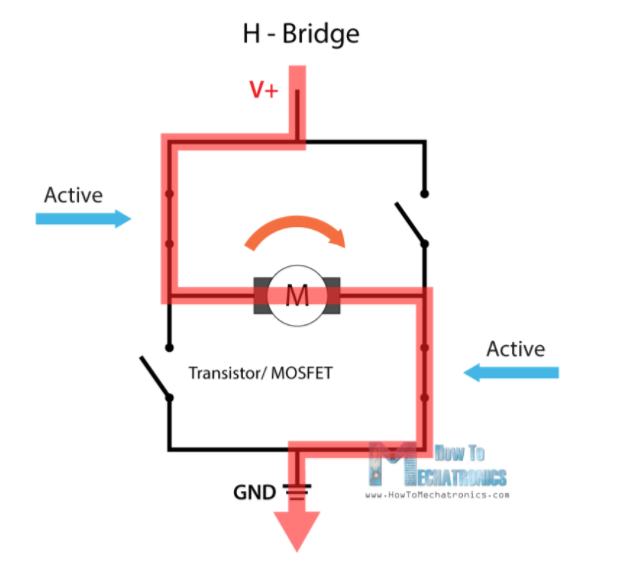 H - Bridge
V+
Active
M
Active
Transistor/ MOSFET
How To
MECHATRONICS
www.HowToMechatronics.com
GND